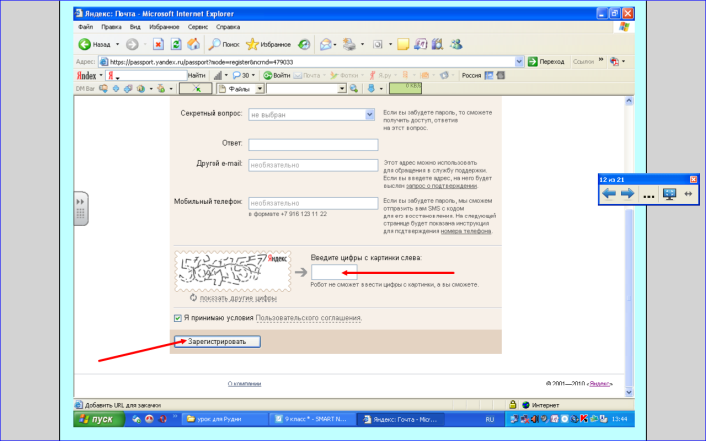 Яндекс: Почта - Microsoft Internet Explorer
Файл Правка Вид Избранное Сервис Справка
Назад Поиск Избранное
Адрес: https://passport.yandex.ru/passport?mode=register&ncrnd=479033 Переход Ссылки »
Яndex Я Найти 30 Войти Почта Фотки Я.ру Россия
DM Bar Файлы 0 KB/s
Секретный вопрос: не выбран
Если вы забудете пароль, то сможете
получить доступ, ответив
на этот вопрос.
Ответ:
Другой e-mail: необязательно
Этот адрес можно использовать
для обращения в службу поддержки.
Если вы введете адрес, на него будет
выслан запрос о подтверждении.
12 из 21
Мобильный телефон: необязательно
в формате +7 916 123 11 22
Если вы забудете пароль, мы сможем
отправить вам SMS с кодом
для его восстановления. На следующей
странице будет показана инструкция
для подтверждения номера телефона.
Яндекс
Введите цифры с картинки слева:
Робот не сможет ввести цифры с картинки, а вы сможете.
показать другие цифры
Я принимаю условия Пользовательского соглашения.
Зарегистрировать
О компании
© 2001—2010 «Яндекс»
Добавить URL для закачки Интернет
пуск урок для Рудни 9 класс* - SMART N... Яндекс: Почта - Micr... RU 13:44